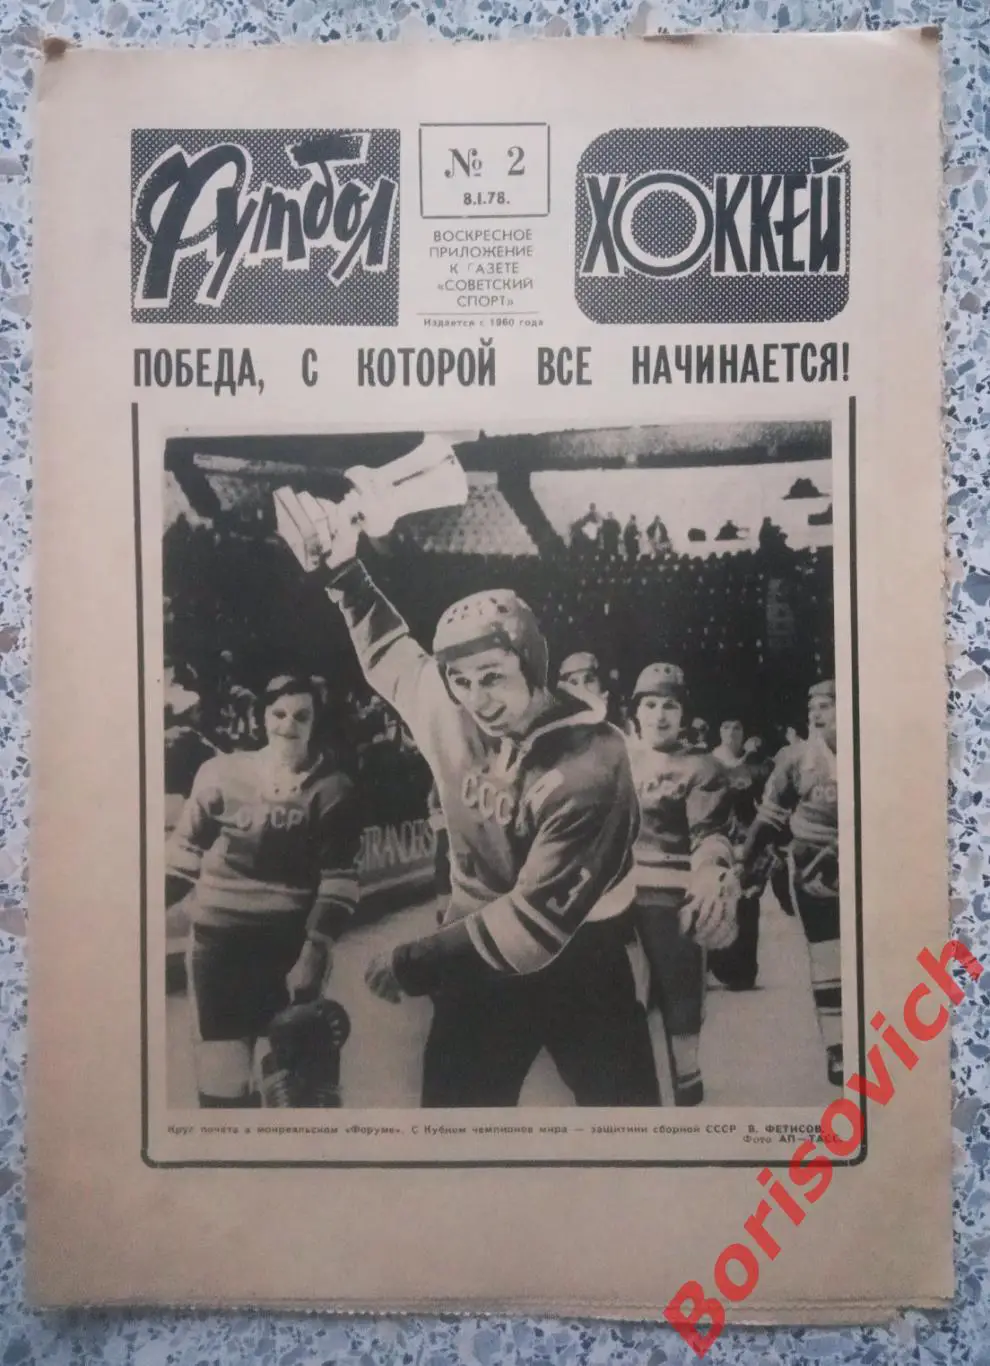 Футбол
№ 2
8.I.78.
ВОСКРЕСНОЕ
ПРИЛОЖЕНИЕ
К ГАЗЕТЕ
«СОВЕТСКИЙ
СПОРТ»
Издается с 1960 года
ХОККЕЙ
ПОБЕДА, С КОТОРОЙ ВСЕ НАЧИНАЕТСЯ!
СССР
СССР
СССР
Круг почета в монреальском «Форуме». С Кубком чемпионов мира — защитник сборной СССР В. ФЕТИСОВ.
Фото АП—ТАСС.
Borisovich